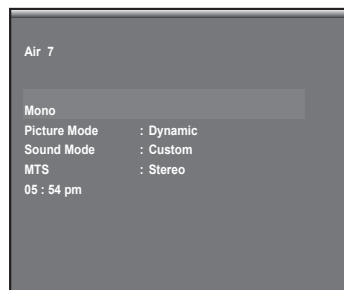 Air 7
Mono
Picture Mode : Dynamic
Sound Mode : Custom
MTS : Stereo
05 : 54 pm